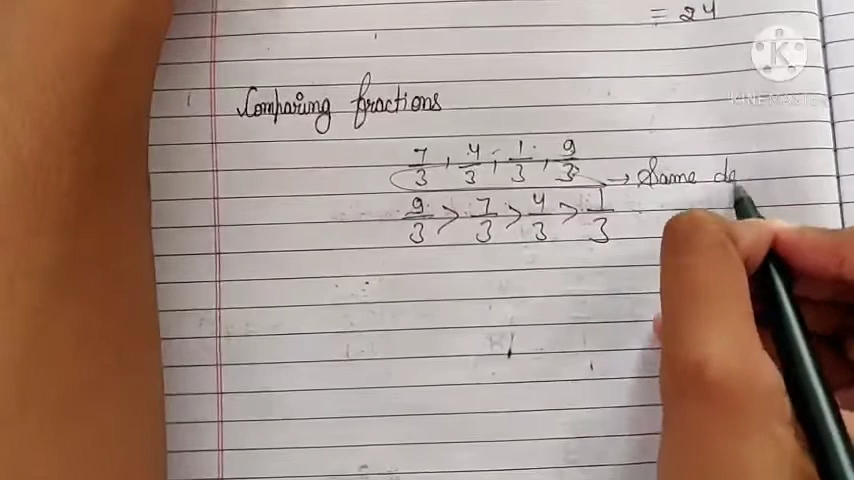 = 24
K
KINEMASTER
Comparing fractions
7/3, 4/3, 1/3, 9/3 → Same de
9/3 > 7/3 > 4/3 > 1/3